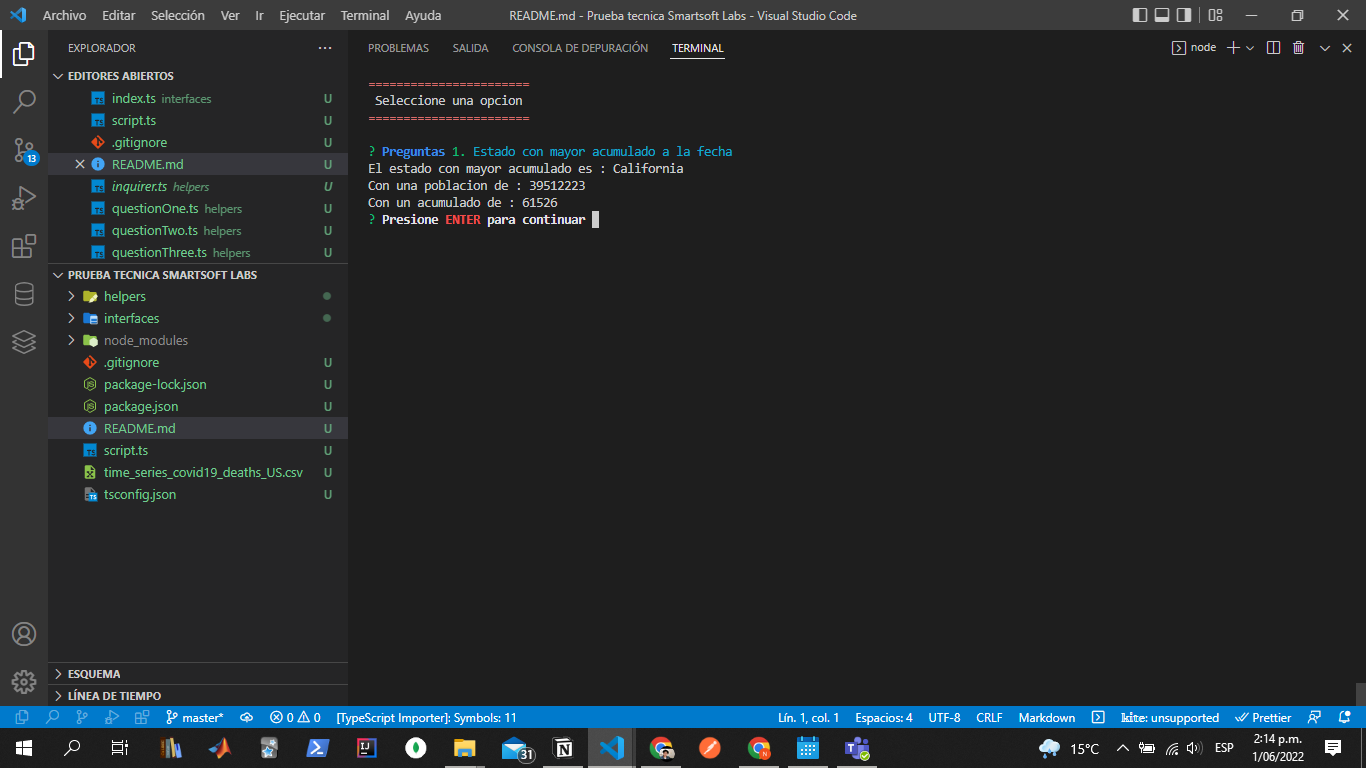 Archivo Editar Selección Ver Ir Ejecutar Terminal Ayuda README.md - Prueba tecnica Smartsoft Labs - Visual Studio Code
EXPLORADOR
EDITORES ABIERTOS
index.ts interfaces U
script.ts U
.gitignore U
README.md U
inquirer.ts helpers U
questionOne.ts helpers U
questionTwo.ts helpers U
questionThree.ts helpers U
PRUEBA TECNICA SMARTSOFT LABS
helpers
interfaces
node_modules
.gitignore U
package-lock.json U
package.json U
README.md U
script.ts U
time_series_covid19_deaths_US.csv U
tsconfig.json U
13
ESQUEMA
LÍNEA DE TIEMPO
PROBLEMAS SALIDA CONSOLA DE DEPURACIÓN TERMINAL node
=======================
Seleccione una opcion
=======================
? Preguntas 1. Estado con mayor acumulado a la fecha
El estado con mayor acumulado es : California
Con una poblacion de : 39512223
Con un acumulado de : 61526
? Presione ENTER para continuar
master* 0 0 [TypeScript Importer]: Symbols: 11 Lín. 1, col. 1 Espacios: 4 UTF-8 CRLF Markdown kite: unsupported Prettier
31 15°C ESP 2:14 p.m.
1/06/2022